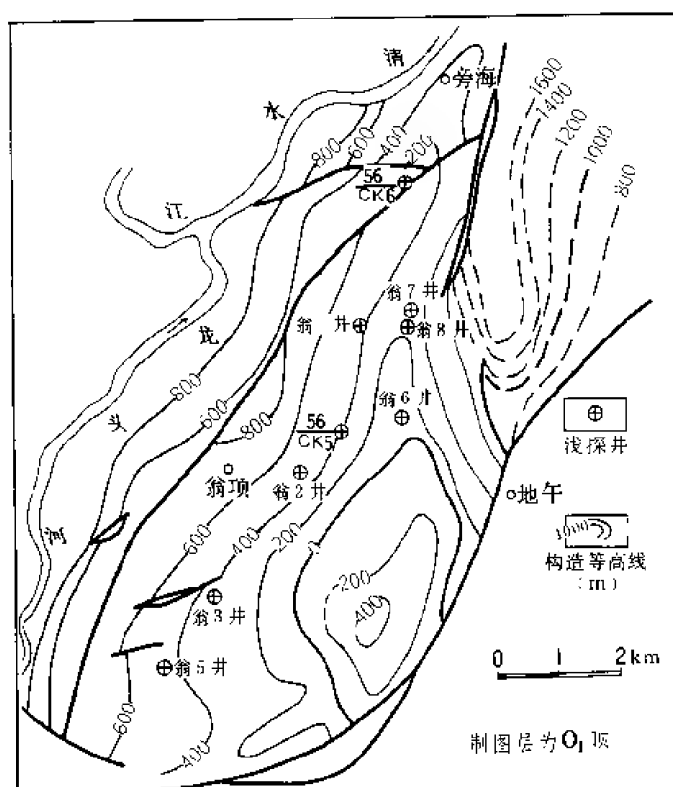 清
水
江
旁海
1600
1400
1200
1000
800
800
600
400
200
56
CK6
翁7井
翁 井
翁8井
龙
头
河
800
600
800
翁6井
56
CK5
浅探井
翁项
翁2井
地午
600
400
200
0
-200
-400
1000
构造等高线
(m)
翁3井
翁5井
600
400
0 1 2km
制图层为O₁顶